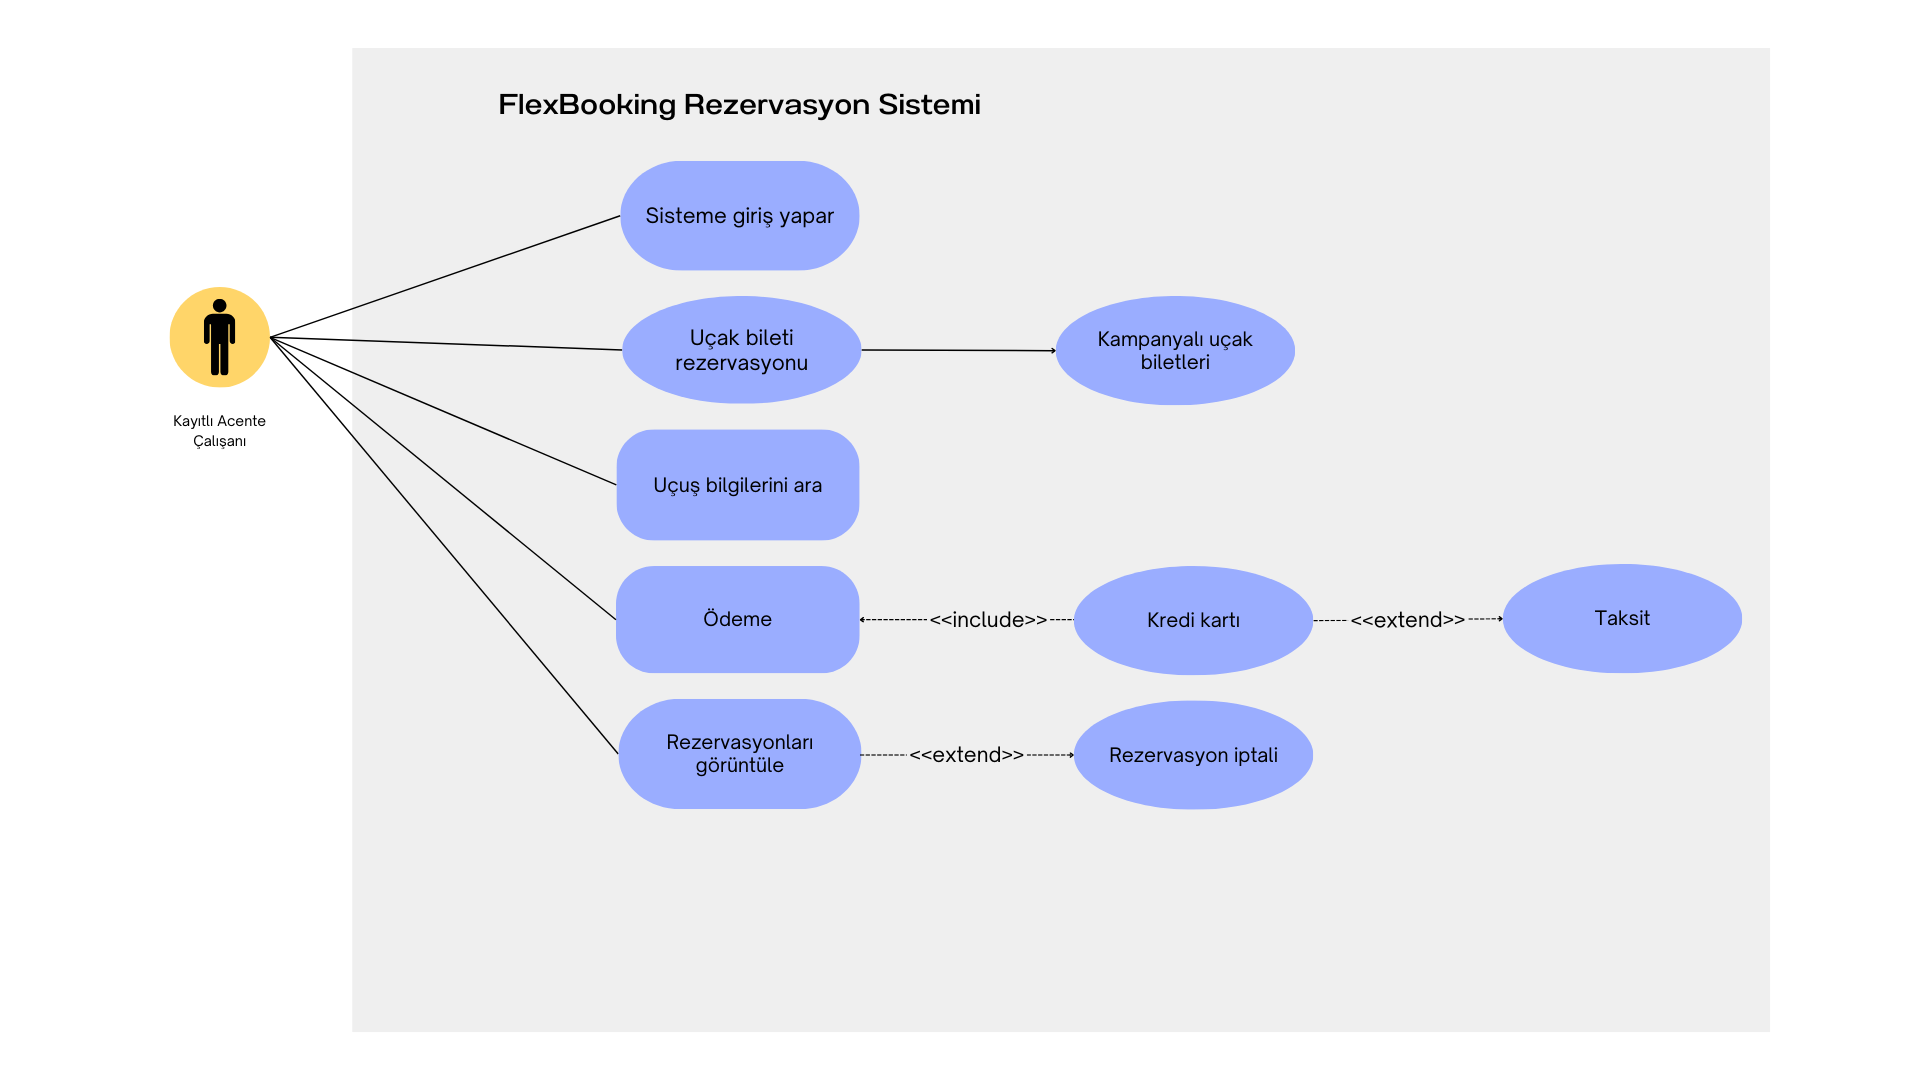 FlexBooking Rezervasyon Sistemi
Sisteme giriş yapar
Uçak bileti
rezervasyonu
Kampanyalı uçak
biletleri
Kayıtlı Acente
Çalışanı
Uçuş bilgilerini ara
Ödeme
<<include>>
Kredi kartı
<<extend>>
Taksit
Rezervasyonları
görüntüle
<<extend>>
Rezervasyon iptali